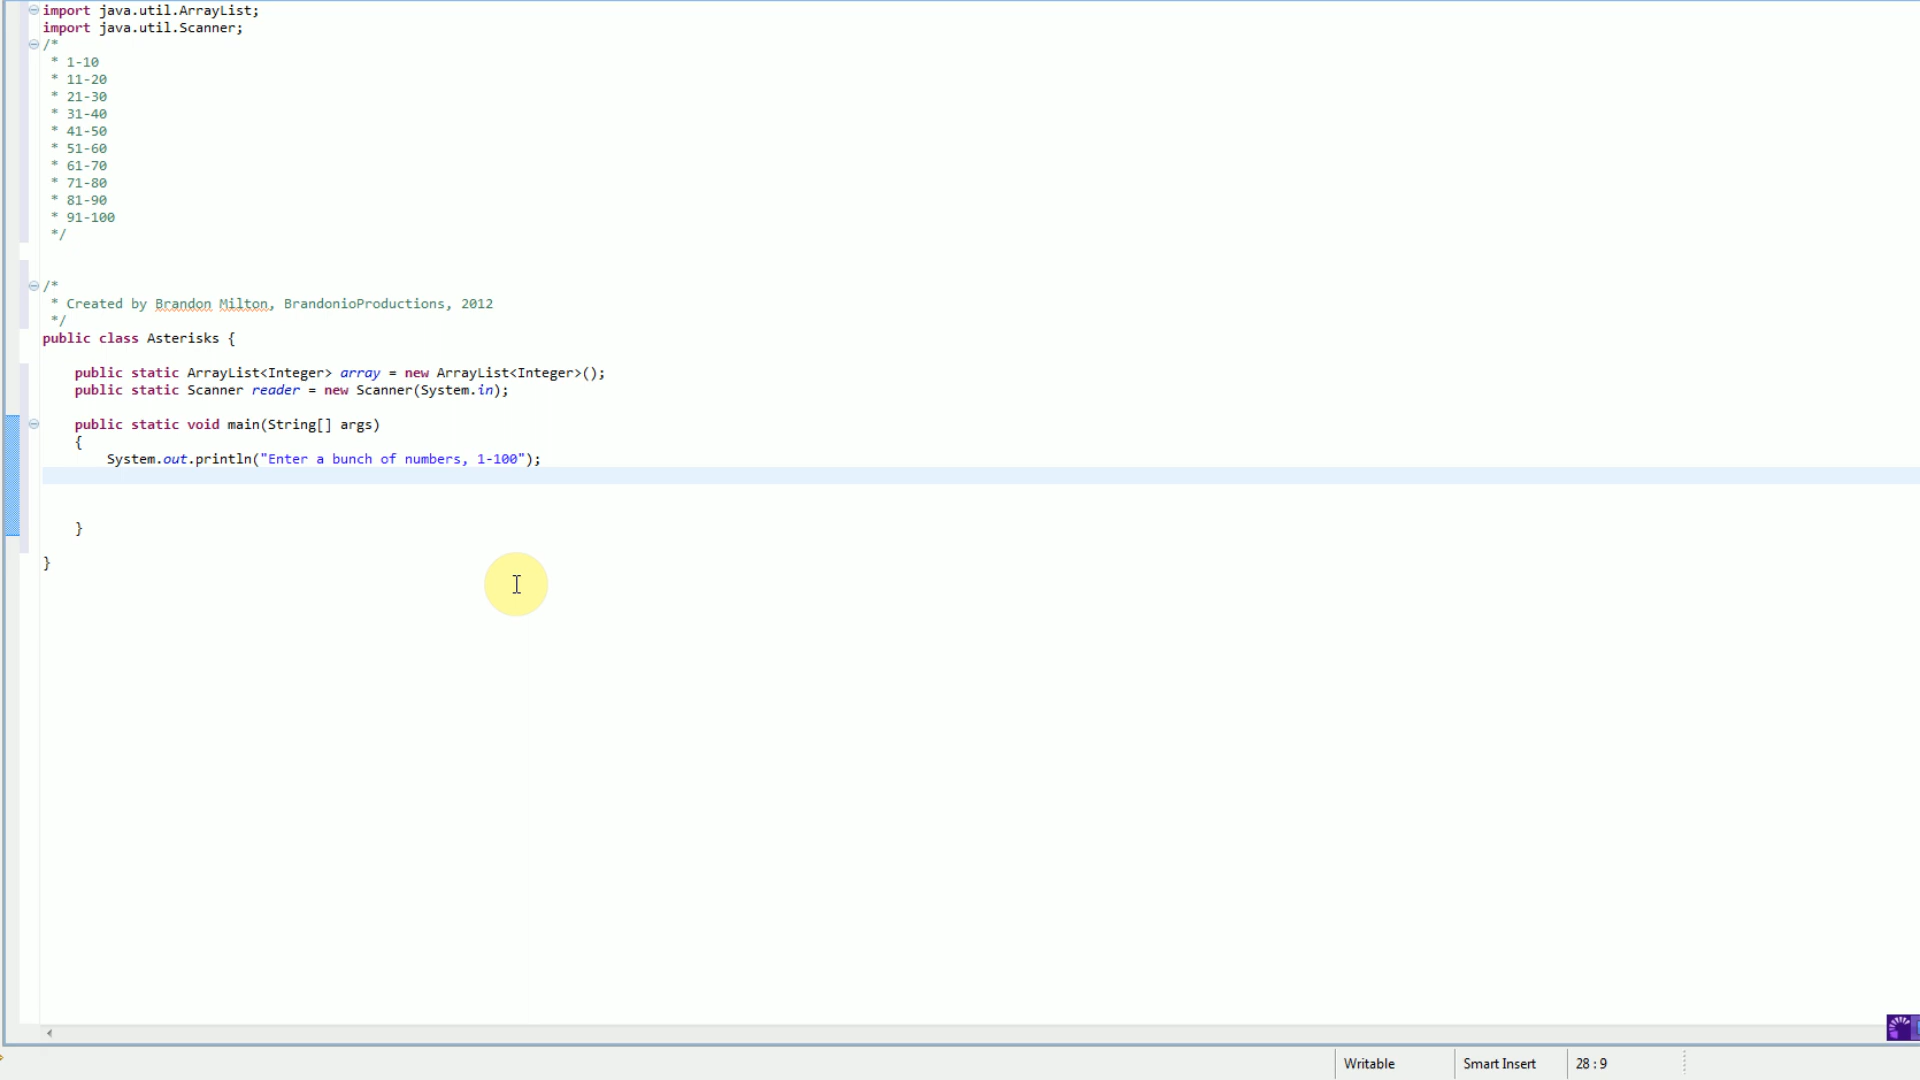 import java.util.ArrayList;
import java.util.Scanner;
/*
 * 1-10
 * 11-20
 * 21-30
 * 31-40
 * 41-50
 * 51-60
 * 61-70
 * 71-80
 * 81-90
 * 91-100
 */
/*
 * Created by Brandon Milton, BrandonioProductions, 2012
 */
public class Asterisks {
    public static ArrayList<Integer> array = new ArrayList<Integer>();
    public static Scanner reader = new Scanner(System.in);
    public static void main(String[] args)
    {
        System.out.println("Enter a bunch of numbers, 1-100");
    }
}
Writable Smart Insert 28 : 9